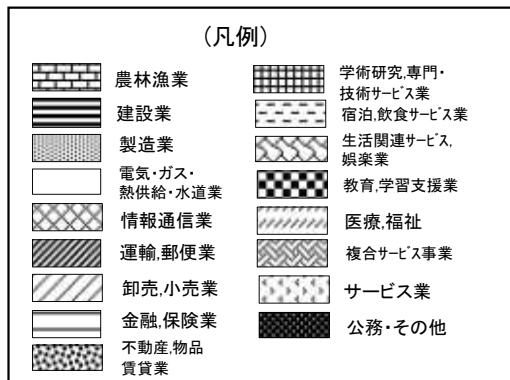 （凡例）
農林漁業
建設業
製造業
電気・ガス・
熱供給・水道業
情報通信業
運輸,郵便業
卸売,小売業
金融,保険業
不動産,物品
賃貸業
学術研究,専門・
技術サービス業
宿泊,飲食サービス業
生活関連サービス,
娯楽業
教育,学習支援業
医療,福祉
複合サービス事業
サービス業
公務・その他